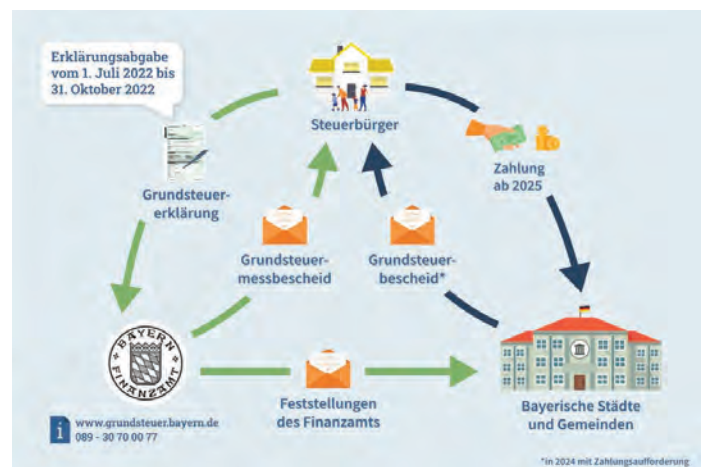 Erklärungsabgabe
vom 1. Juli 2022 bis
31. Oktober 2022
Steuerbürger
Grundsteuer-
erklärung
Zahlung
ab 2025
Grundsteuer-
messbescheid
Grundsteuer-
bescheid*
BAYERN
FINANZAMT
Feststellungen
des Finanzamts
Bayerische Städte
und Gemeinden
i
www.grundsteuer.bayern.de
089 - 30 70 00 77
*in 2024 mit Zahlungsaufforderung